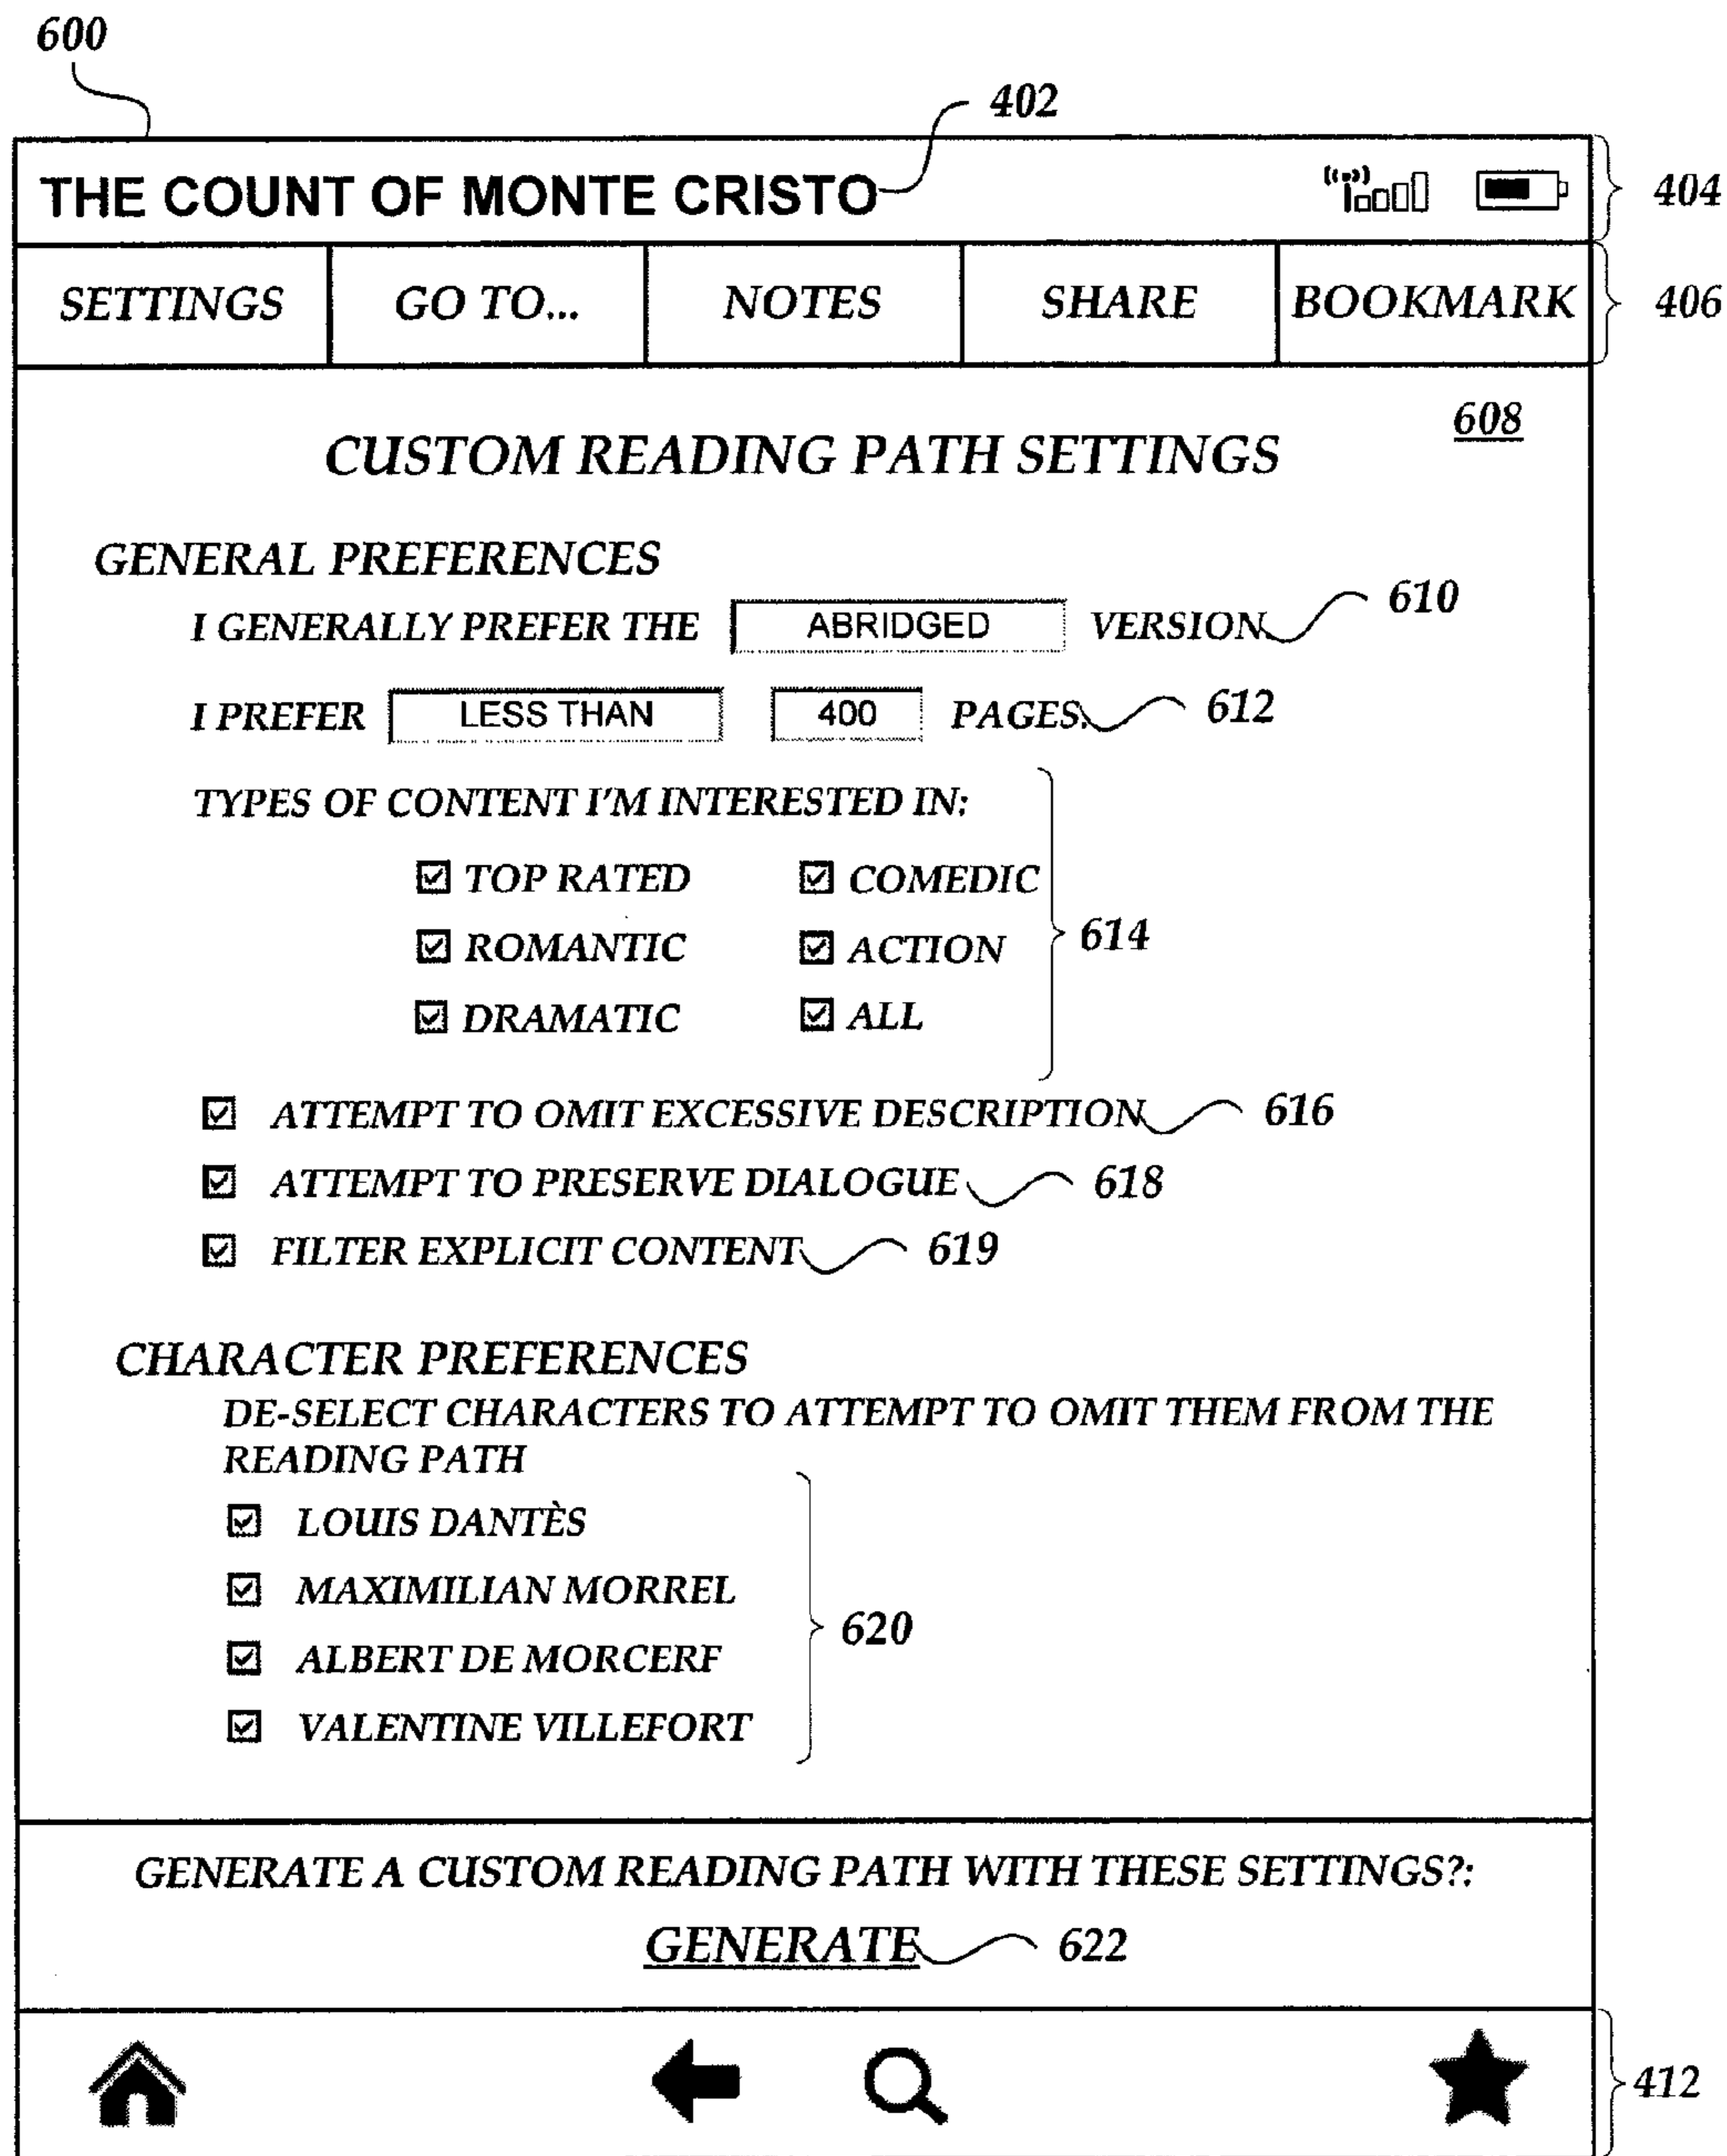 600
402
THE COUNT OF MONTE CRISTO
404
SETTINGS GO TO... NOTES SHARE BOOKMARK
406
608
CUSTOM READING PATH SETTINGS
GENERAL PREFERENCES
I GENERALLY PREFER THE ABRIDGED VERSION 610
I PREFER LESS THAN 400 PAGES. 612
TYPES OF CONTENT I'M INTERESTED IN:
TOP RATED COMEDIC
ROMANTIC ACTION 614
DRAMATIC ALL
ATTEMPT TO OMIT EXCESSIVE DESCRIPTION 616
ATTEMPT TO PRESERVE DIALOGUE 618
FILTER EXPLICIT CONTENT 619
CHARACTER PREFERENCES
DE-SELECT CHARACTERS TO ATTEMPT TO OMIT THEM FROM THE
READING PATH
LOUIS DANTÈS
MAXIMILIAN MORREL
620
ALBERT DE MORCERF
VALENTINE VILLEFORT
GENERATE A CUSTOM READING PATH WITH THESE SETTINGS?:
GENERATE 622
412